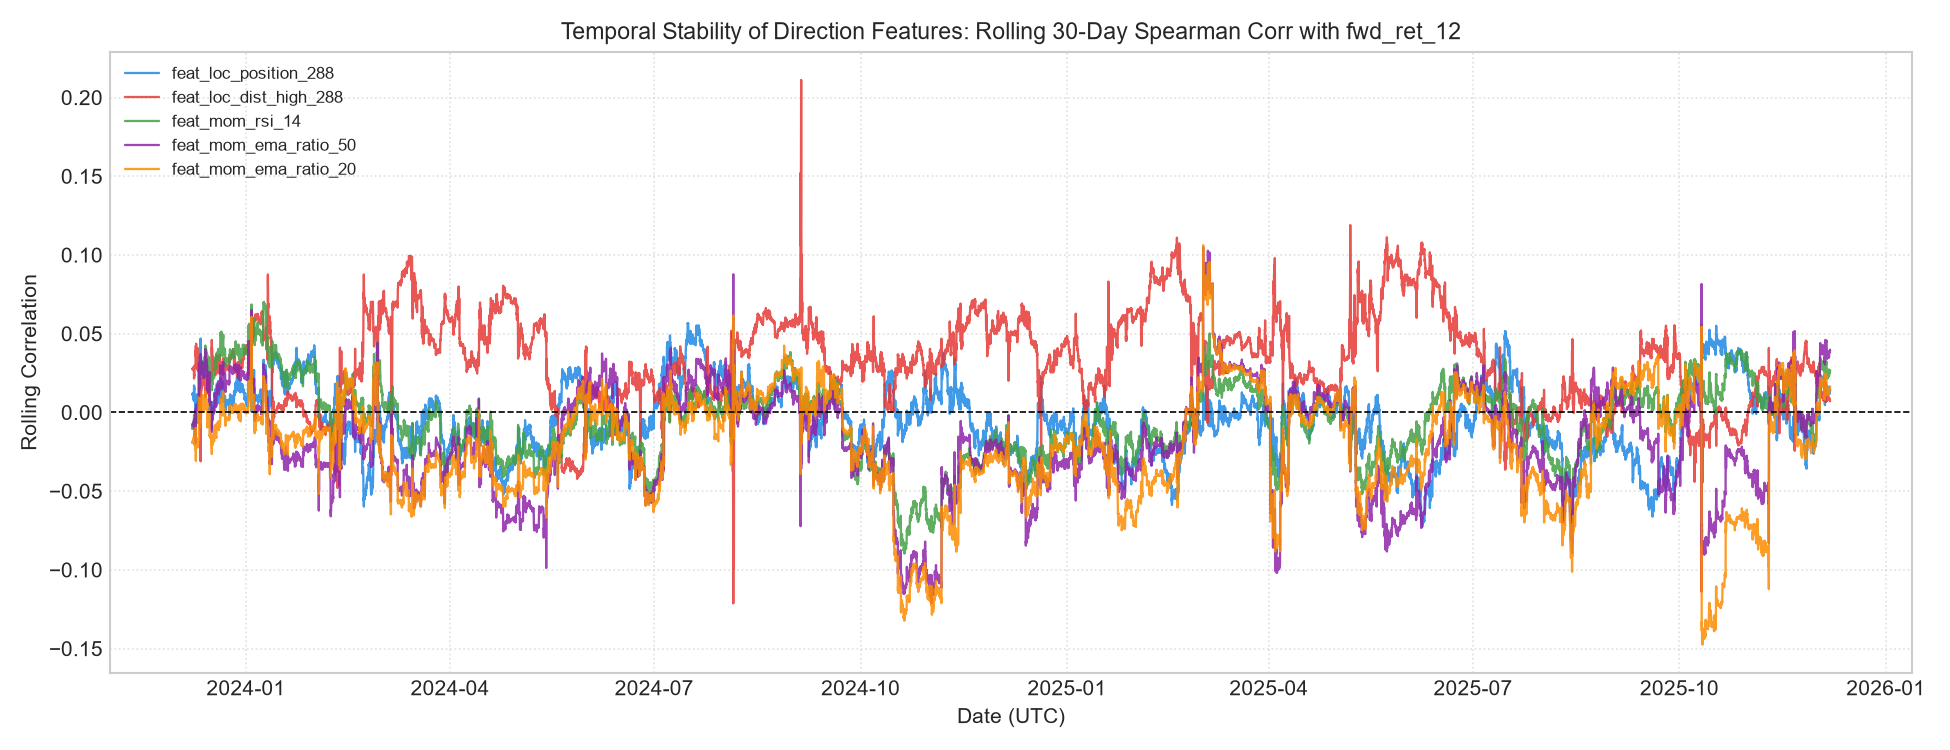 Temporal Stability of Direction Features: Rolling 30-Day Spearman Corr with fwd_ret_12
feat_loc_position_288
feat_loc_dist_high_288
feat_mom_rsi_14
feat_mom_ema_ratio_50
feat_mom_ema_ratio_20
Rolling Correlation
0.20
0.15
0.10
0.05
0.00
−0.05
−0.10
−0.15
2024-01 2024-04 2024-07 2024-10 2025-01 2025-04 2025-07 2025-10 2026-01
Date (UTC)